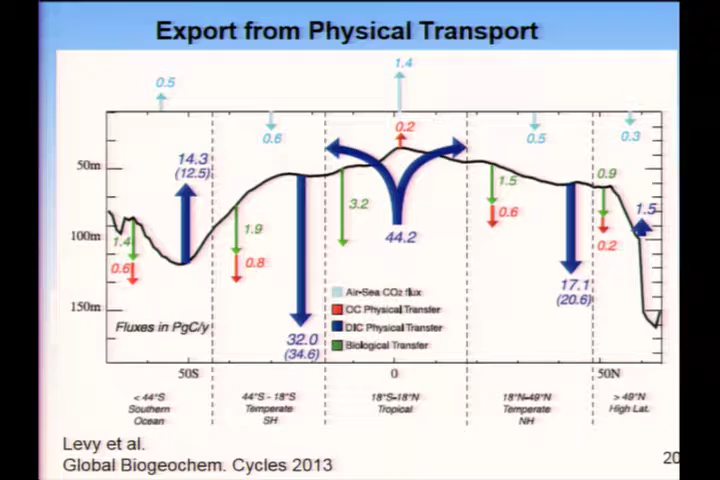 Export from Physical Transport
0.5
1.4
0.6
0.2
0.5
0.3
50m
100m
150m
14.3
(12.5)
1.4
0.6
1.9
0.8
3.2
44.2
1.5
0.6
0.9
0.2
1.5
32.0
(34.6)
17.1
(20.6)
Air-Sea CO2 flux
OC Physical Transfer
DIC Physical Transfer
Biological Transfer
Fluxes in PgC/y
50S
0
50N
< 44°S
Southern
Ocean
44°S - 18°S
Temperate
SH
18°S-18°N
Tropical
18°N-49°N
Temperate
NH
> 49°N
High Lat.
Levy et al.
Global Biogeochem. Cycles 2013
20